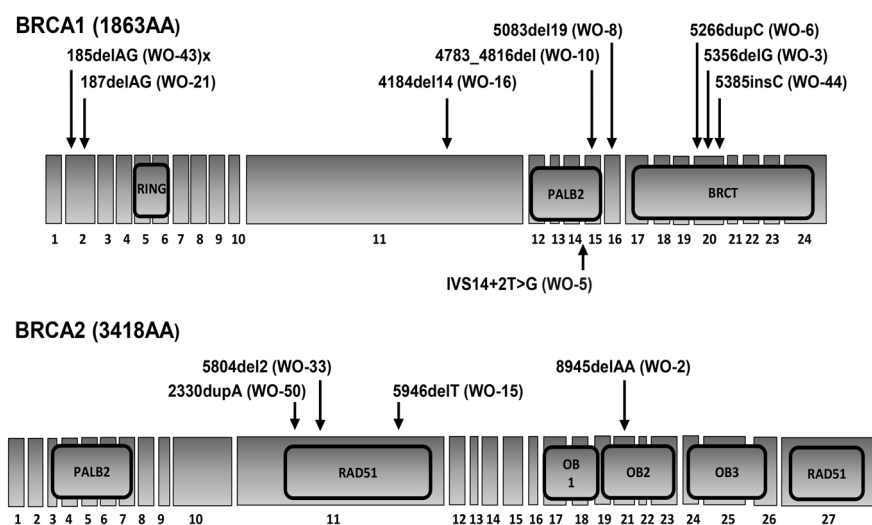 BRCA1 (1863AA)
185delAG (WO-43)x
187delAG (WO-21)
5083del19 (WO-8)
4783_4816del (WO-10)
4184del14 (WO-16)
5266dupC (WO-6)
5356delG (WO-3)
5385insC (WO-44)
RING
PALB2
BRCT
1 2 3 4 5 6 7 8 9 10 11 12 13 14 15 16 17 18 19 20 21 22 23 24
IVS14+2T>G (WO-5)
BRCA2 (3418AA)
5804del2 (WO-33)
2330dupA (WO-50)
5946delT (WO-15)
8945delAA (WO-2)
PALB2
RAD51
OB
1
OB2
OB3
RAD51
1 2 3 4 5 6 7 8 9 10 11 12 13 14 15 16 17 18 19 21 22 23 24 25 26 27